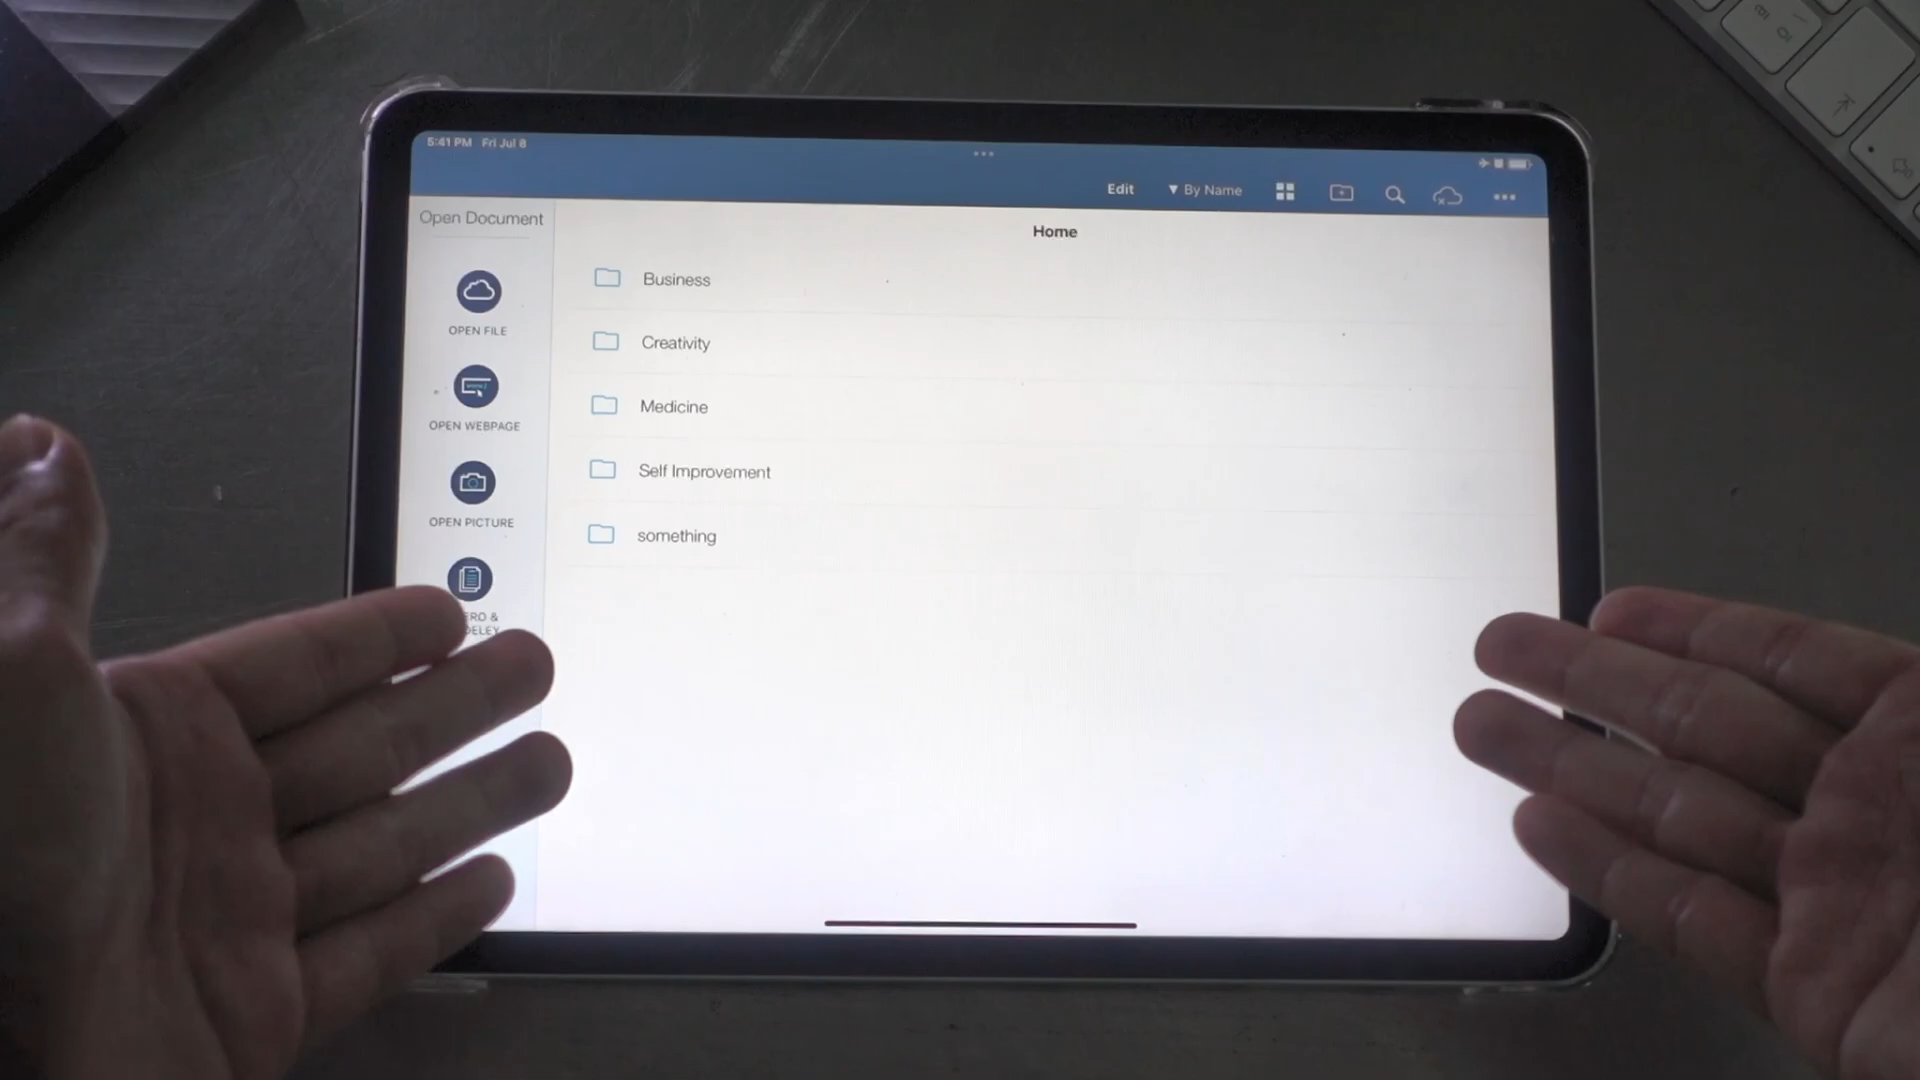 5:41 PM Fri Jul 8
Edit ▼ By Name
Open Document
Home
OPEN FILE
OPEN WEBPAGE
OPEN PICTURE
Business
Creativity
Medicine
Self Improvement
something